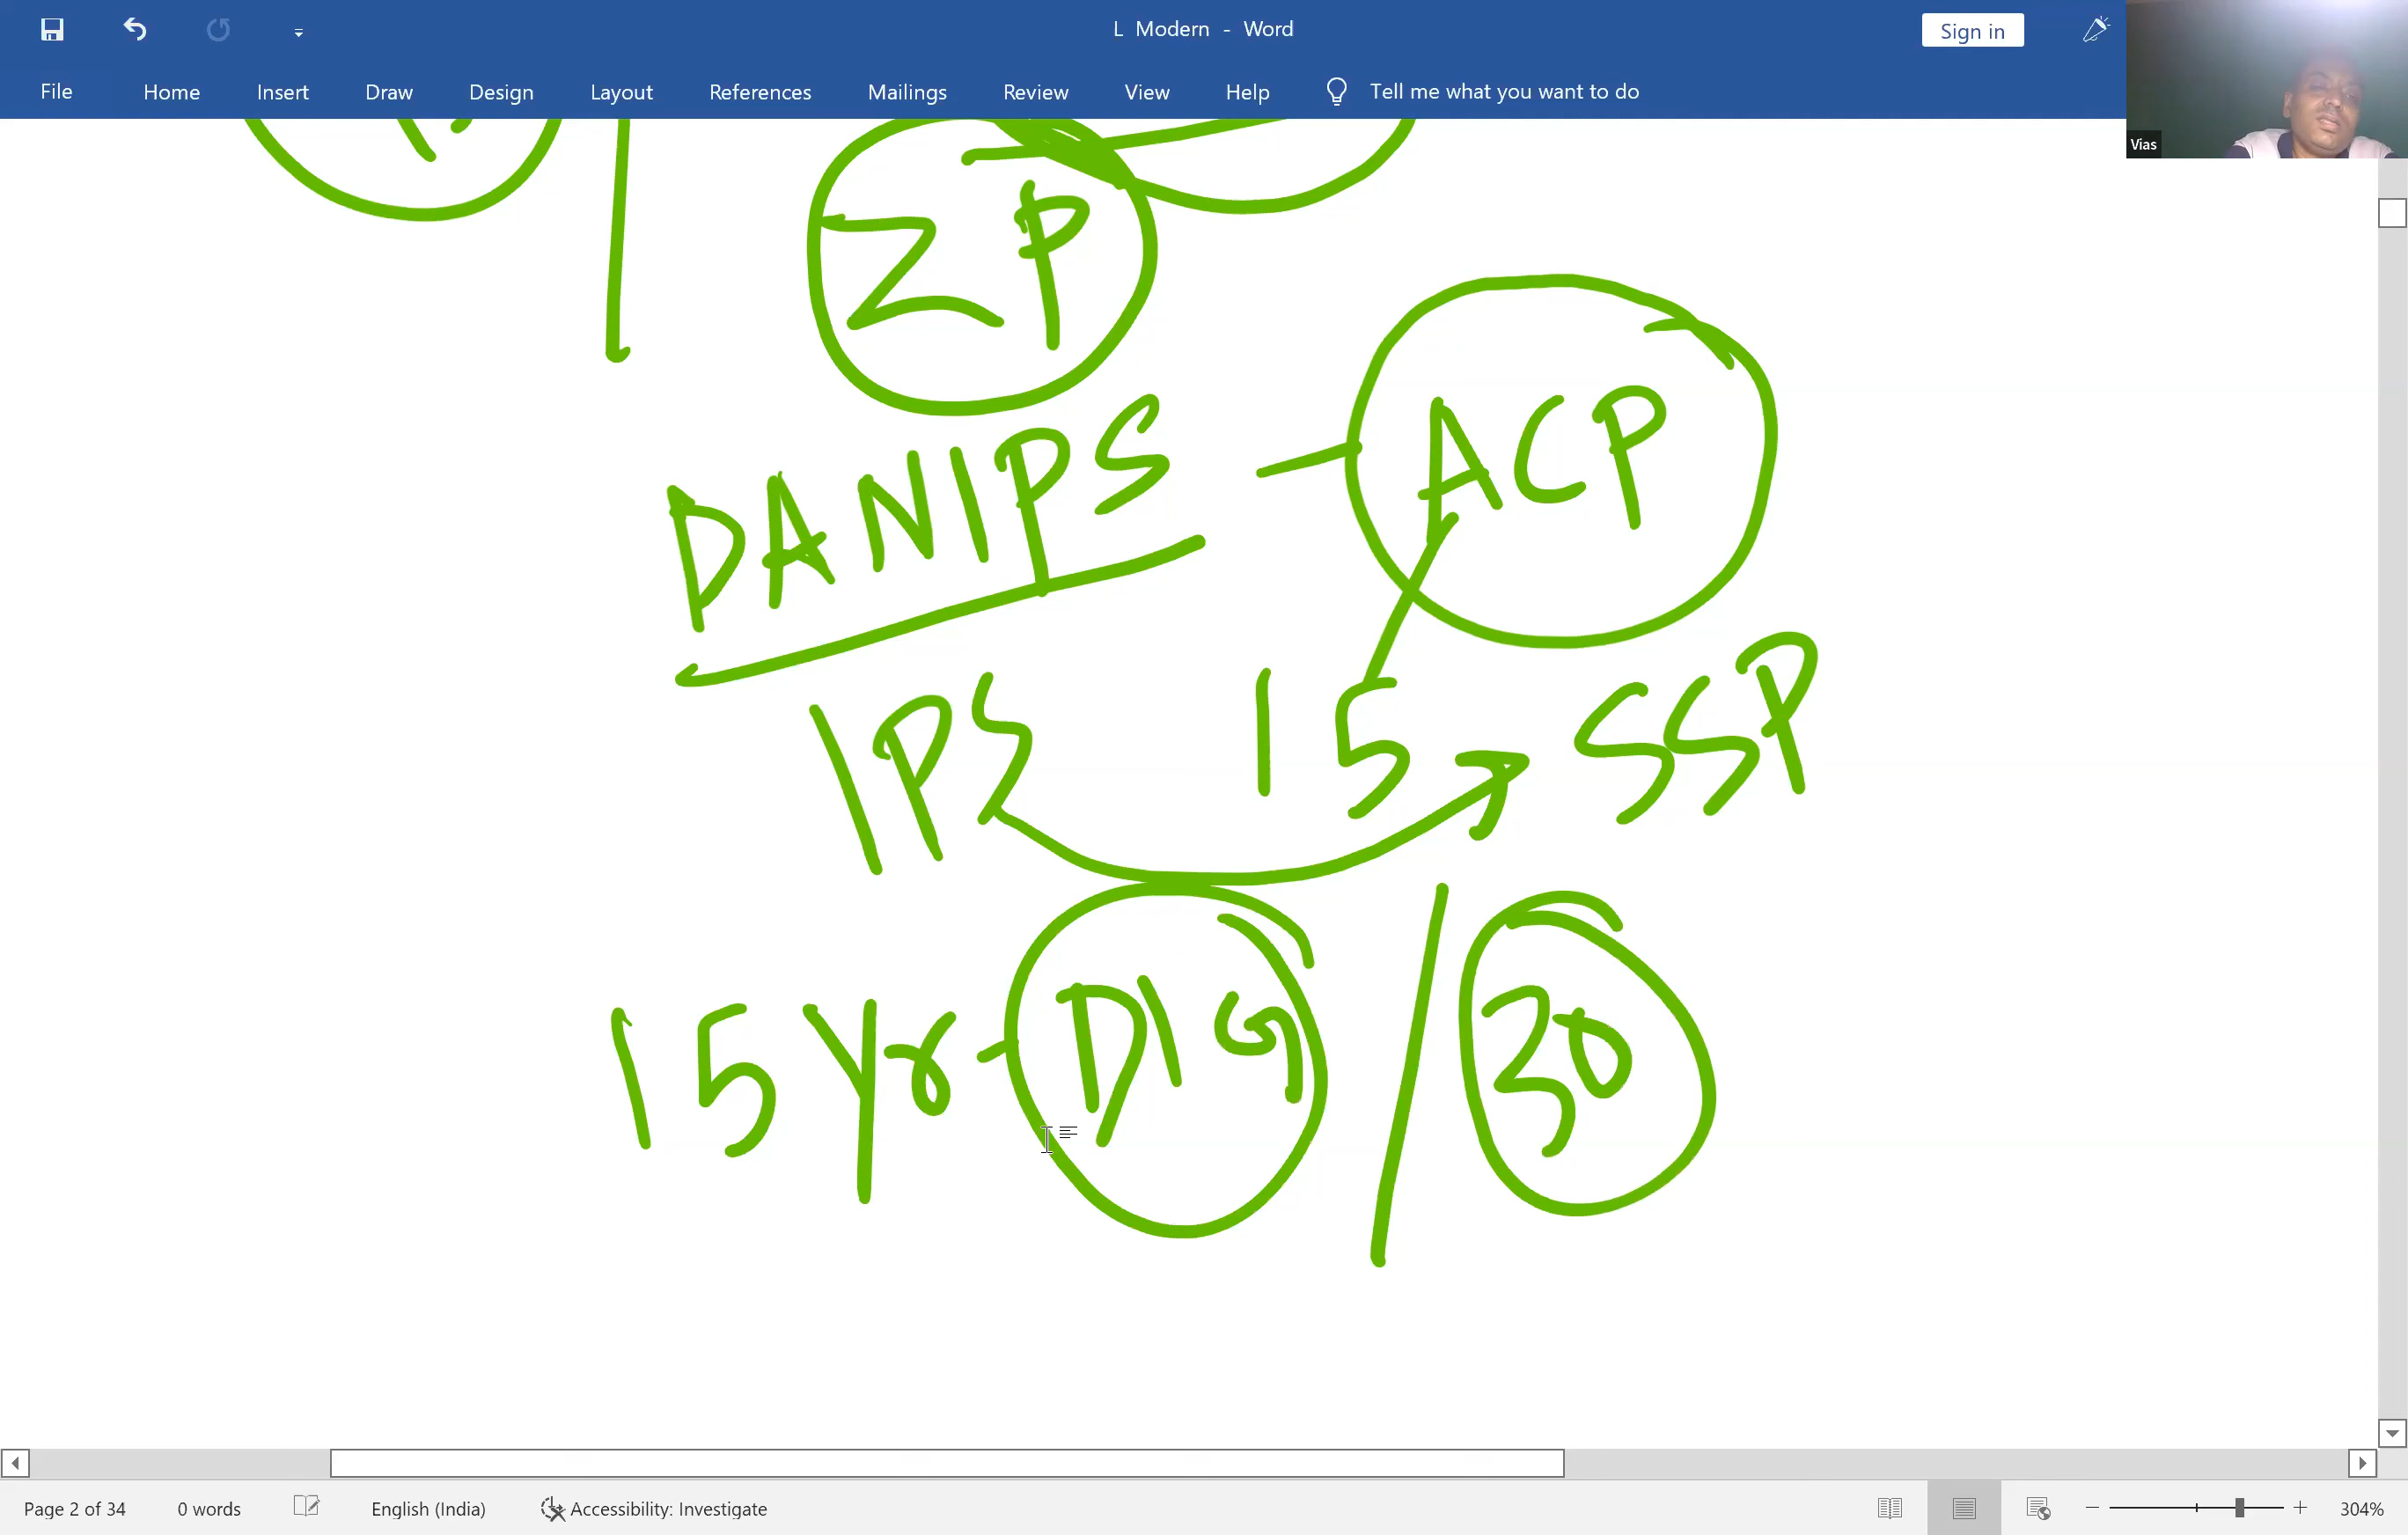 L Modern - Word
Sign in
File Home Insert Draw Design Layout References Mailings Review View Help Tell me what you want to do
Vias
ZP
DANIPS - ACP
IPS 15, SSP
15 Yr - DIG / 30
Page 2 of 34 0 words English (India) Accessibility: Investigate 304%